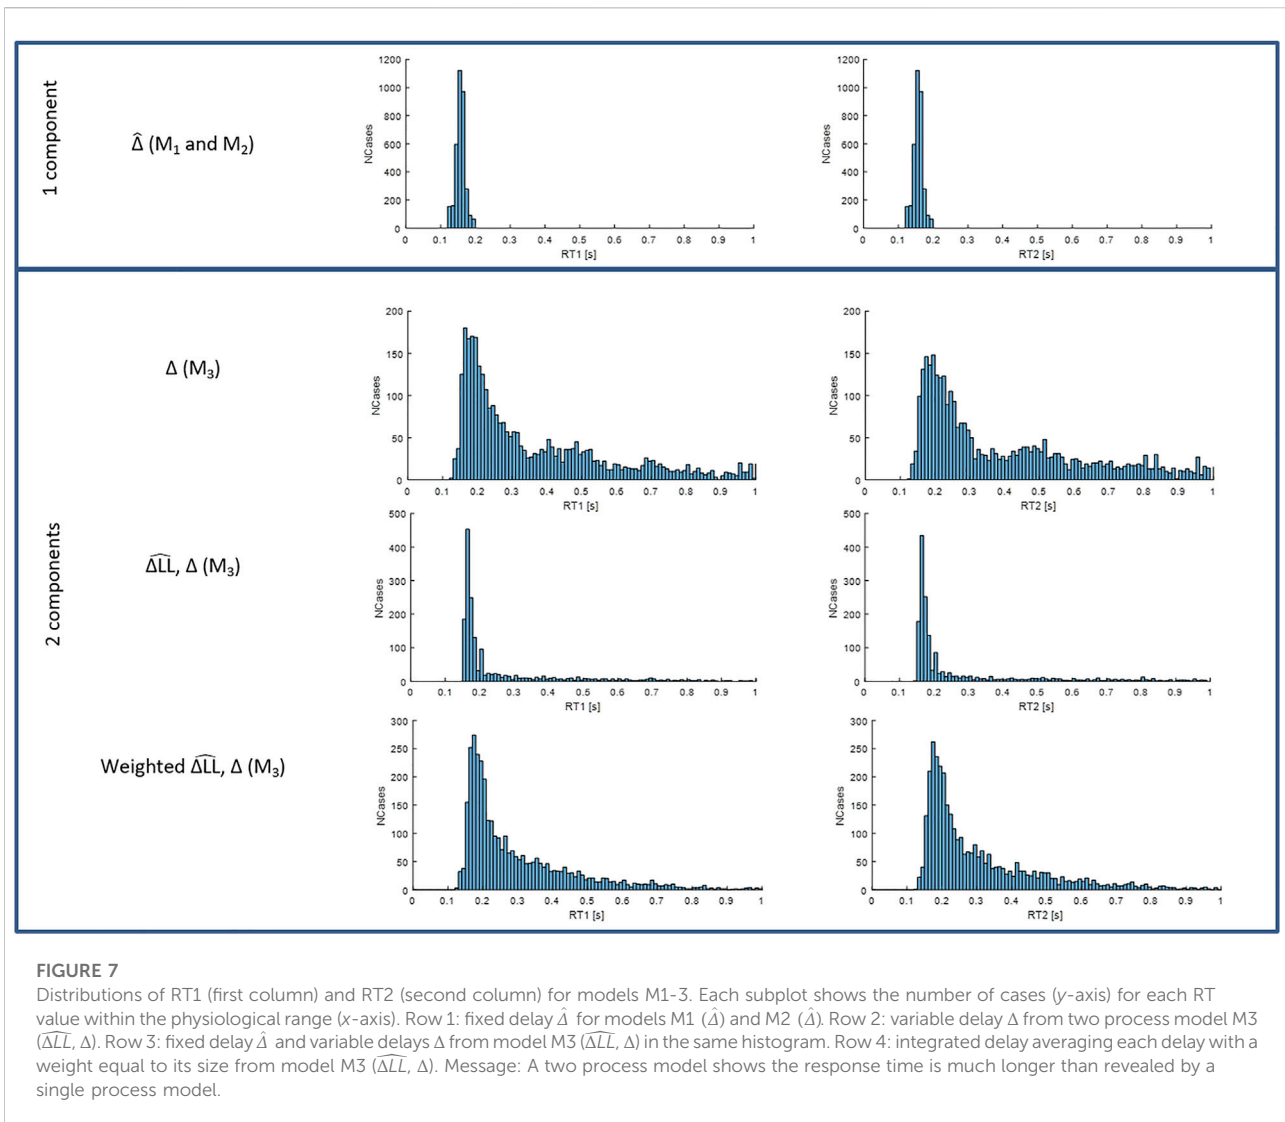 1 component
Δ̂ (M₁ and M₂)
1200
1000
800
600
400
200
0
NCases
0 0.1 0.2 0.3 0.4 0.5 0.6 0.7 0.8 0.9 1
RT1 [s]
1200
1000
800
600
400
200
0
NCases
0 0.1 0.2 0.3 0.4 0.5 0.6 0.7 0.8 0.9 1
RT2 [s]
2 components
Δ (M₃)
200
150
100
50
0
NCases
0 0.1 0.2 0.3 0.4 0.5 0.6 0.7 0.8 0.9 1
RT1 [s]
200
150
100
50
0
NCases
0 0.1 0.2 0.3 0.4 0.5 0.6 0.7 0.8 0.9 1
RT2 [s]
Δ͡LL, Δ (M₃)
500
400
300
200
100
0
NCases
0 0.1 0.2 0.3 0.4 0.5 0.6 0.7 0.8 0.9 1
RT1 [s]
500
400
300
200
100
0
NCases
0 0.1 0.2 0.3 0.4 0.5 0.6 0.7 0.8 0.9 1
RT2 [s]
Weighted Δ͡LL, Δ (M₃)
300
250
200
150
100
50
0
NCases
0 0.1 0.2 0.3 0.4 0.5 0.6 0.7 0.8 0.9 1
RT1 [s]
300
250
200
150
100
50
0
NCases
0 0.1 0.2 0.3 0.4 0.5 0.6 0.7 0.8 0.9 1
RT2 [s]
FIGURE 7
Distributions of RT1 (first column) and RT2 (second column) for models M1-3. Each subplot shows the number of cases (y-axis) for each RT
value within the physiological range (x-axis). Row 1: fixed delay Δ̂ for models M1 (Δ̂) and M2 (Δ̂). Row 2: variable delay Δ from two process model M3
(Δ͡LL, Δ). Row 3: fixed delay Δ̂ and variable delays Δ from model M3 (Δ͡LL, Δ) in the same histogram. Row 4: integrated delay averaging each delay with a
weight equal to its size from model M3 (Δ͡LL, Δ). Message: A two process model shows the response time is much longer than revealed by a
single process model.